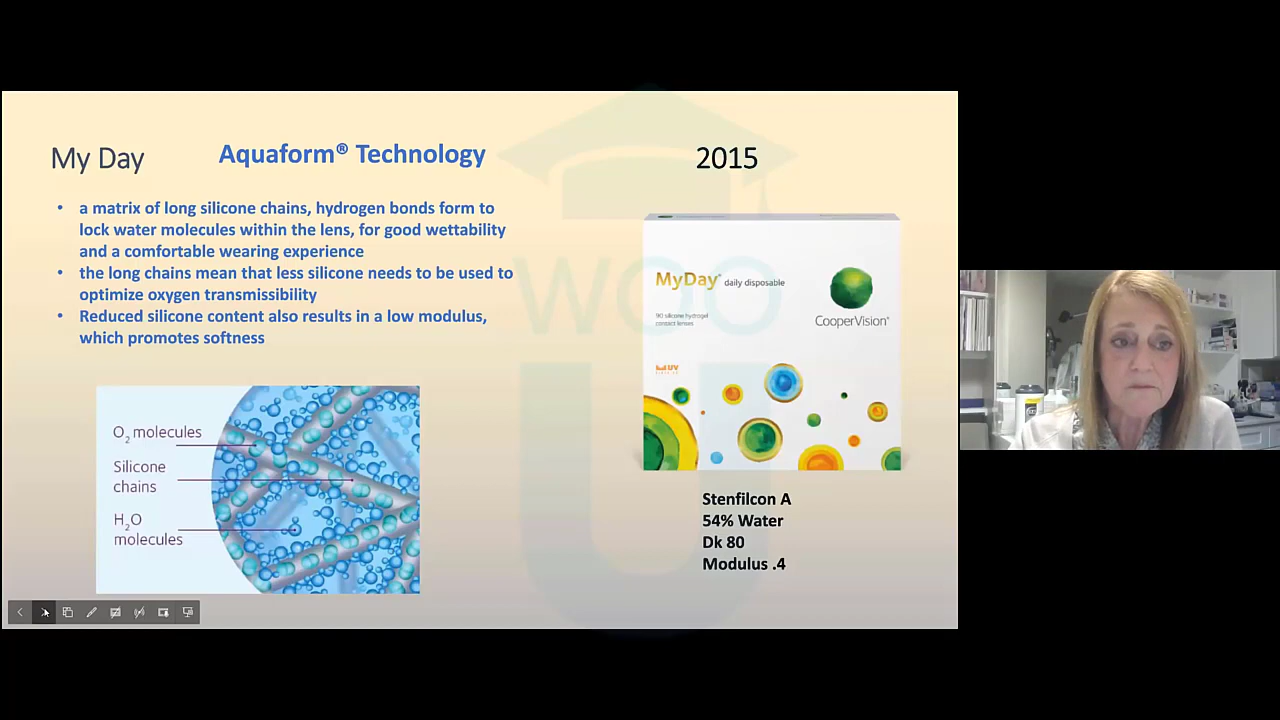 My Day
Aquaform® Technology
2015
• a matrix of long silicone chains, hydrogen bonds form to
lock water molecules within the lens, for good wettability
and a comfortable wearing experience
• the long chains mean that less silicone needs to be used to
optimize oxygen transmissibility
• Reduced silicone content also results in a low modulus,
which promotes softness
O2 molecules
Silicone
chains
H2O
molecules
MyDay® daily disposable
90 silicone hydrogel
contact lenses
CooperVision®
UV
Stenfilcon A
54% Water
Dk 80
Modulus .4
WOO
U